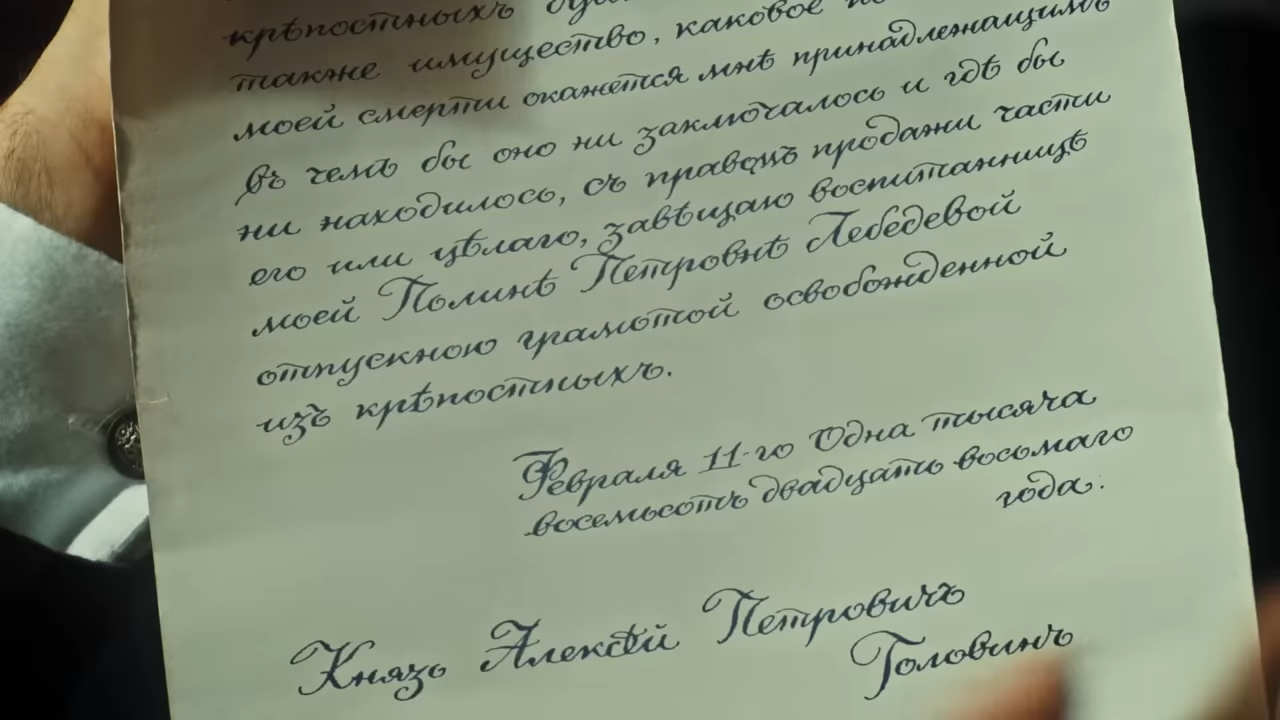 крѣпостныхъ
также имущество, каковое
моей смерти окажется мнѣ принадлежащимъ
въ чемъ бы оно ни заключалось и гдѣ бы
ни находилось, съ правомъ продажи части
его или цѣлаго, завѣщаю воспитанницѣ
моей Полинѣ Петровнѣ Лебедевой
отпускною грамотой освобожденной
изъ крѣпостныхъ.
Февраля 11-го Одна тысяча
восемьсотъ двадцать восьмаго
года.
Князь Алексѣй Петровичъ
Головинъ